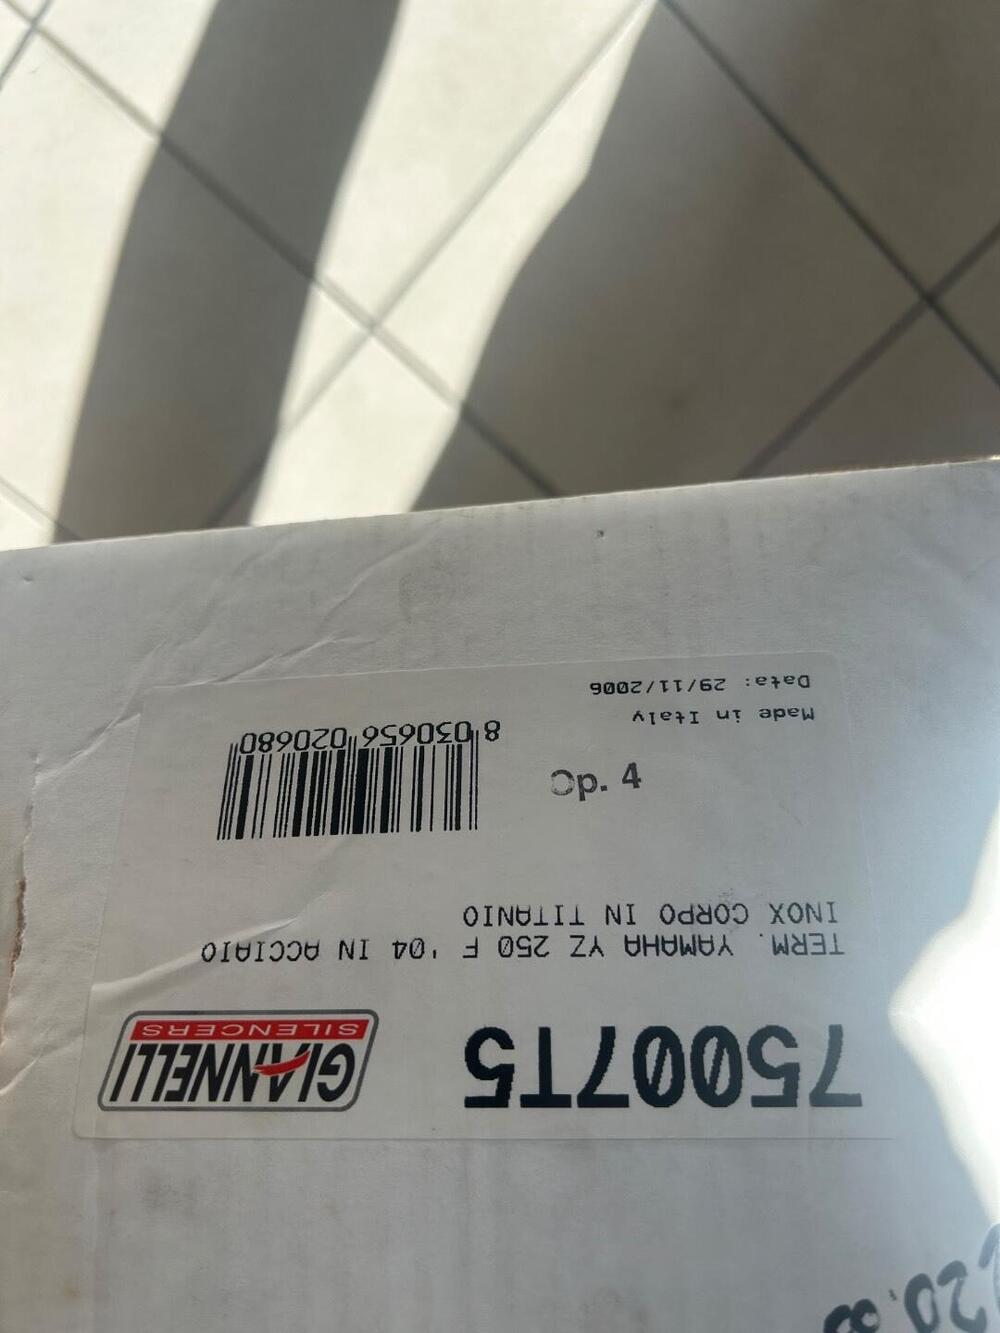 75007T5
GIANNELLI
SILENCERS
TERM. YAMAHA YZ 250 F '04 IN ACCIAIO
INOX CORPO IN TITANIO
Op. 4
8 030656 020680
Made in Italy
Data: 29/11/2006